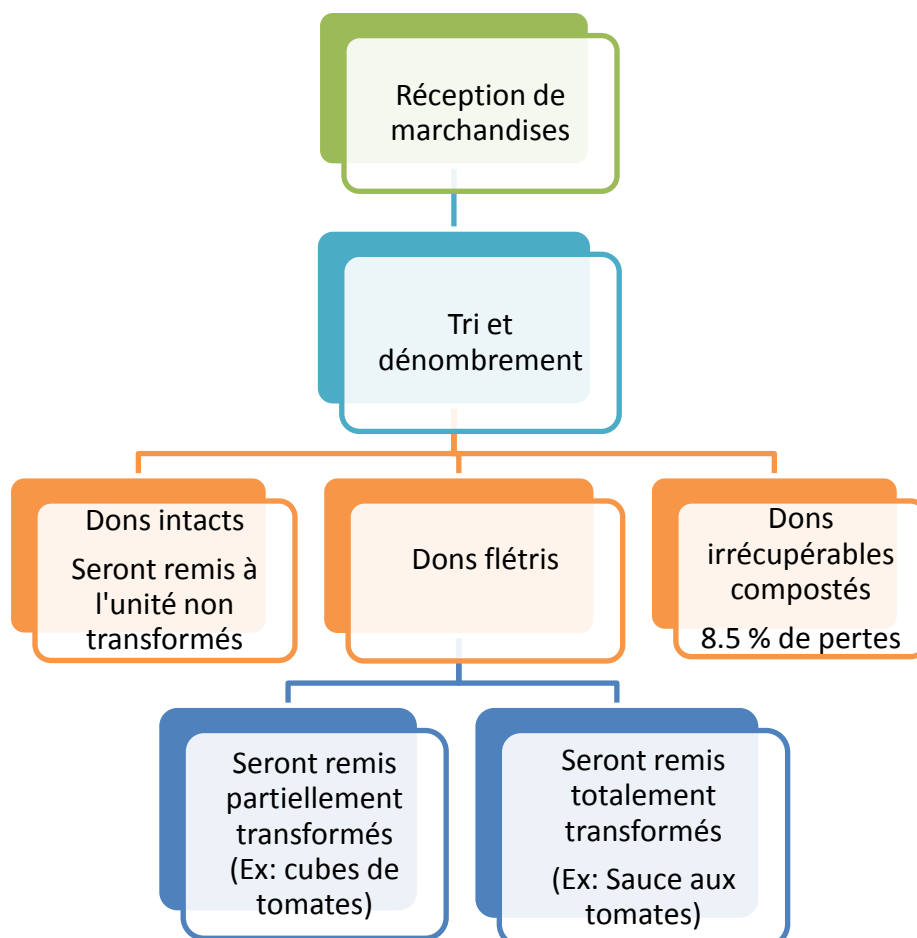 Réception de
marchandises
Tri et
dénombrement
Dons intacts
Seront remis à
l'unité non
transformés
Dons flétris
Dons
irrécupérables
compostés
8.5 % de pertes
Seront remis
partiellement
transformés
(Ex: cubes de
tomates)
Seront remis
totalement
transformés
(Ex: Sauce aux
tomates)